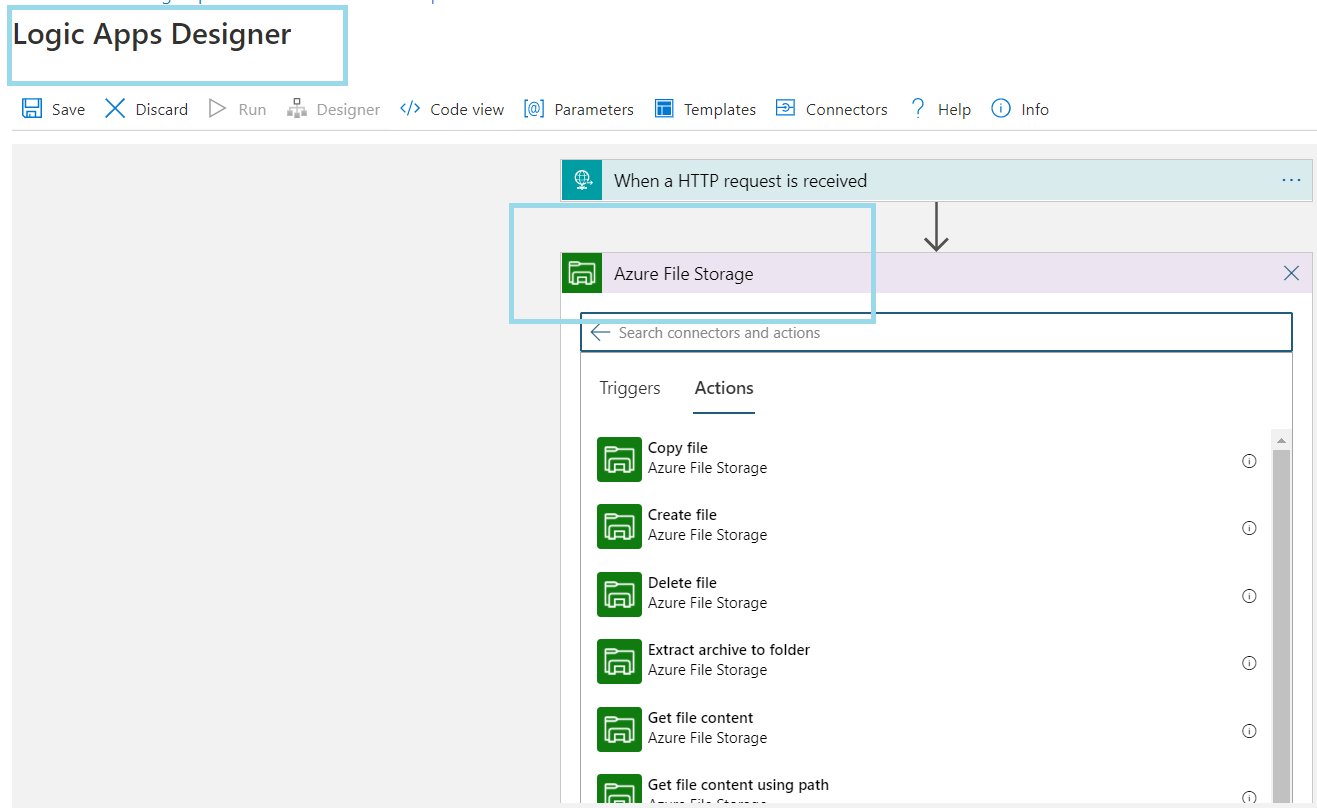 Logic Apps Designer
Save Discard Run Designer </> Code view [@] Parameters Templates Connectors ? Help Info
When a HTTP request is received ...
Azure File Storage
Search connectors and actions
Triggers Actions
Copy file
Azure File Storage
Create file
Azure File Storage
Delete file
Azure File Storage
Extract archive to folder
Azure File Storage
Get file content
Azure File Storage
Get file content using path
Azure File Storage